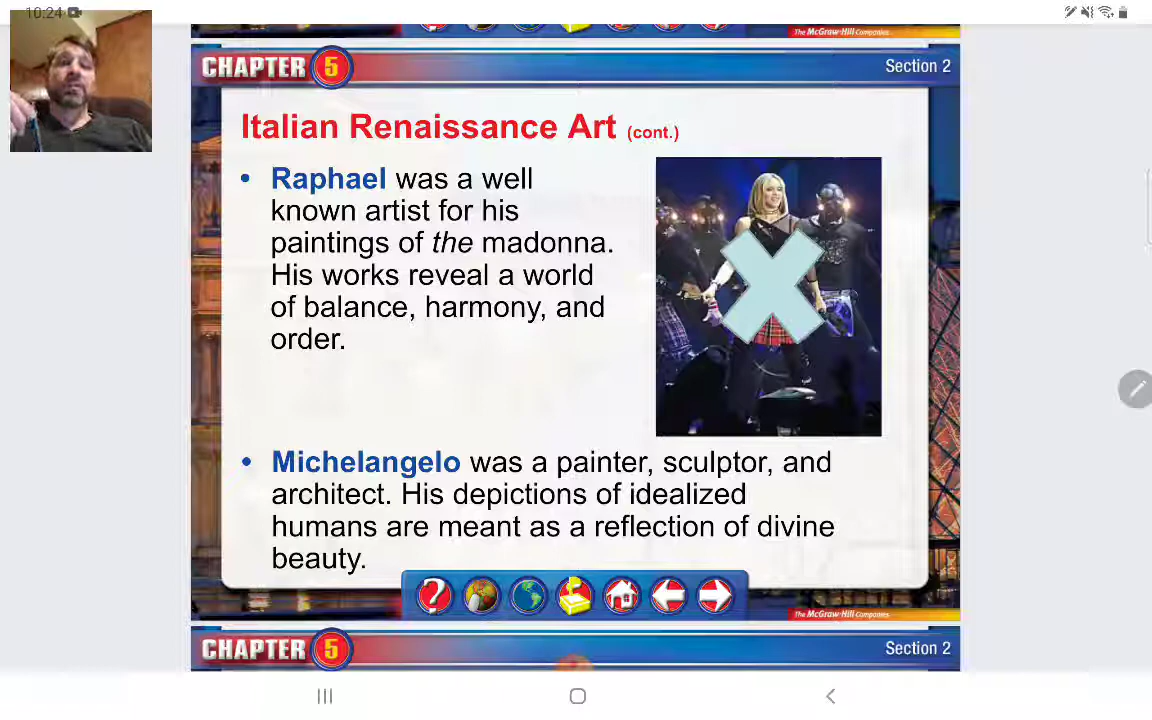 10:24
The McGraw·Hill Companies
CHAPTER 5
Section 2
Italian Renaissance Art (cont.)
• Raphael was a well
known artist for his
paintings of the madonna.
His works reveal a world
of balance, harmony, and
order.
• Michelangelo was a painter, sculptor, and
architect. His depictions of idealized
humans are meant as a reflection of divine
beauty.
?
The McGraw·Hill Companies
CHAPTER 5
Section 2